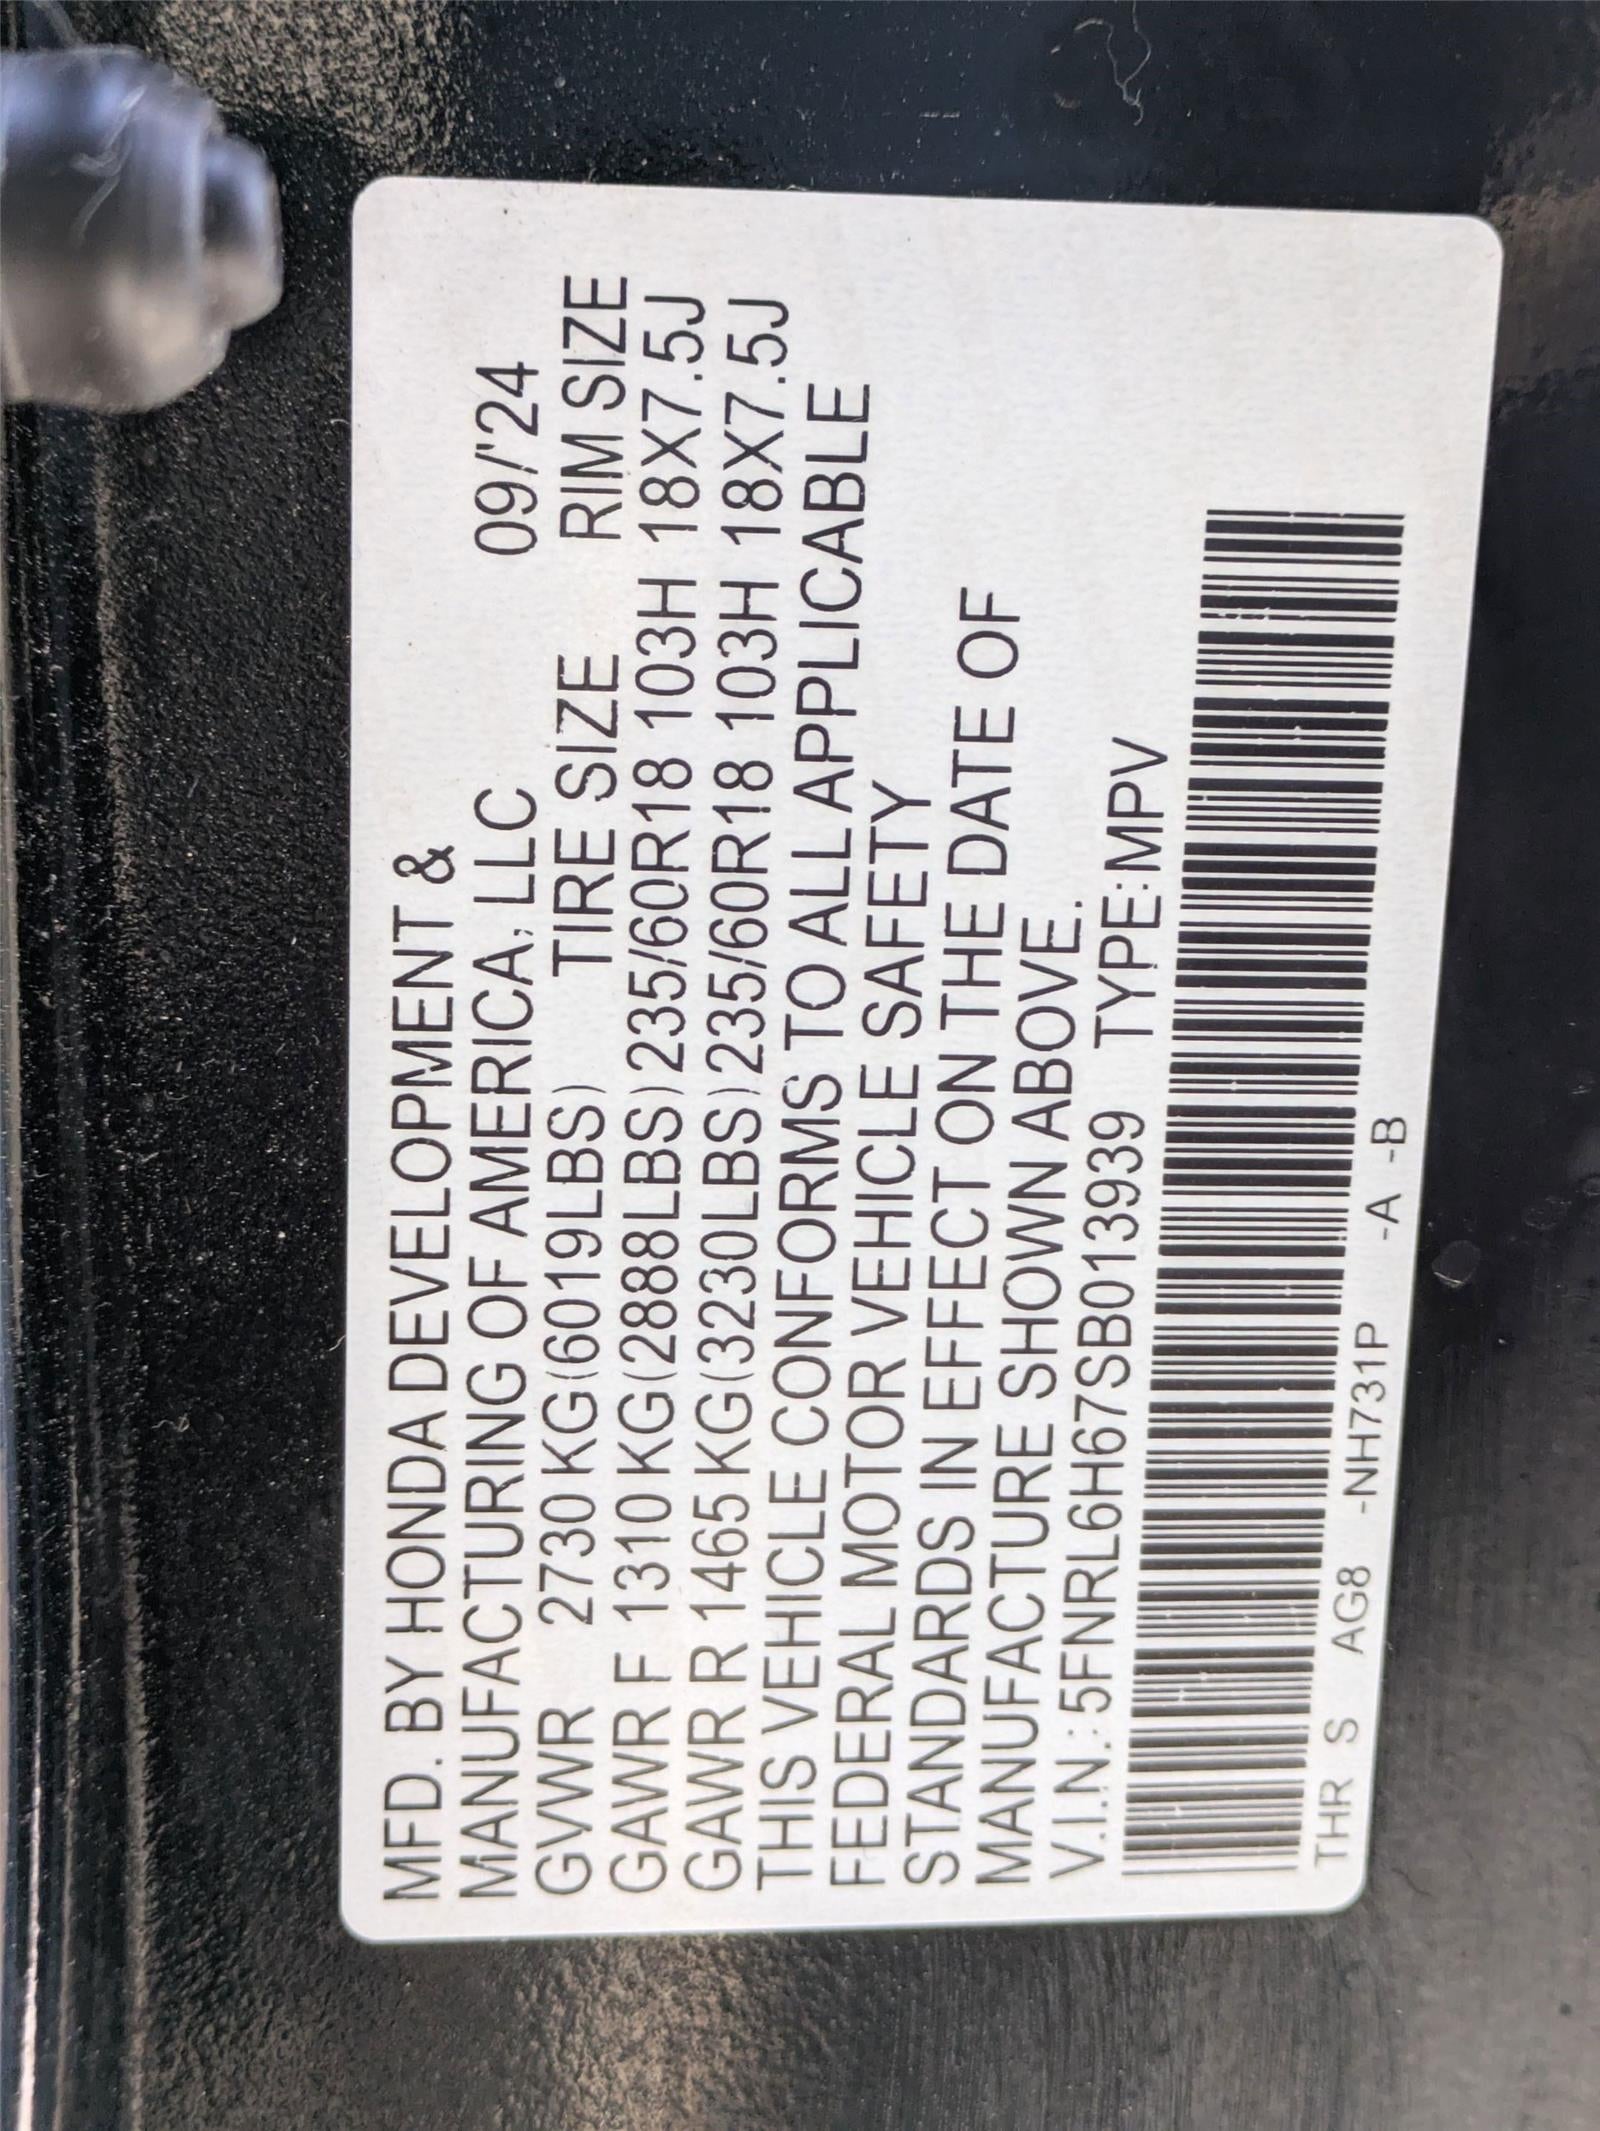 MFD. BY HONDA DEVELOPMENT &
MANUFACTURING OF AMERICA, LLC 09/'24
GVWR 2730 KG(6019LBS) TIRE SIZE RIM SIZE
GAWR F 1310 KG(2888LBS)235/60R18 103H 18X7.5J
GAWR R 1465 KG(3230LBS)235/60R18 103H 18X7.5J
THIS VEHICLE CONFORMS TO ALL APPLICABLE
FEDERAL MOTOR VEHICLE SAFETY
STANDARDS IN EFFECT ON THE DATE OF
MANUFACTURE SHOWN ABOVE.
V.I.N.:5FNRL6H67SB013939 TYPE:MPV
THR S AG8 -NH731P -A -B